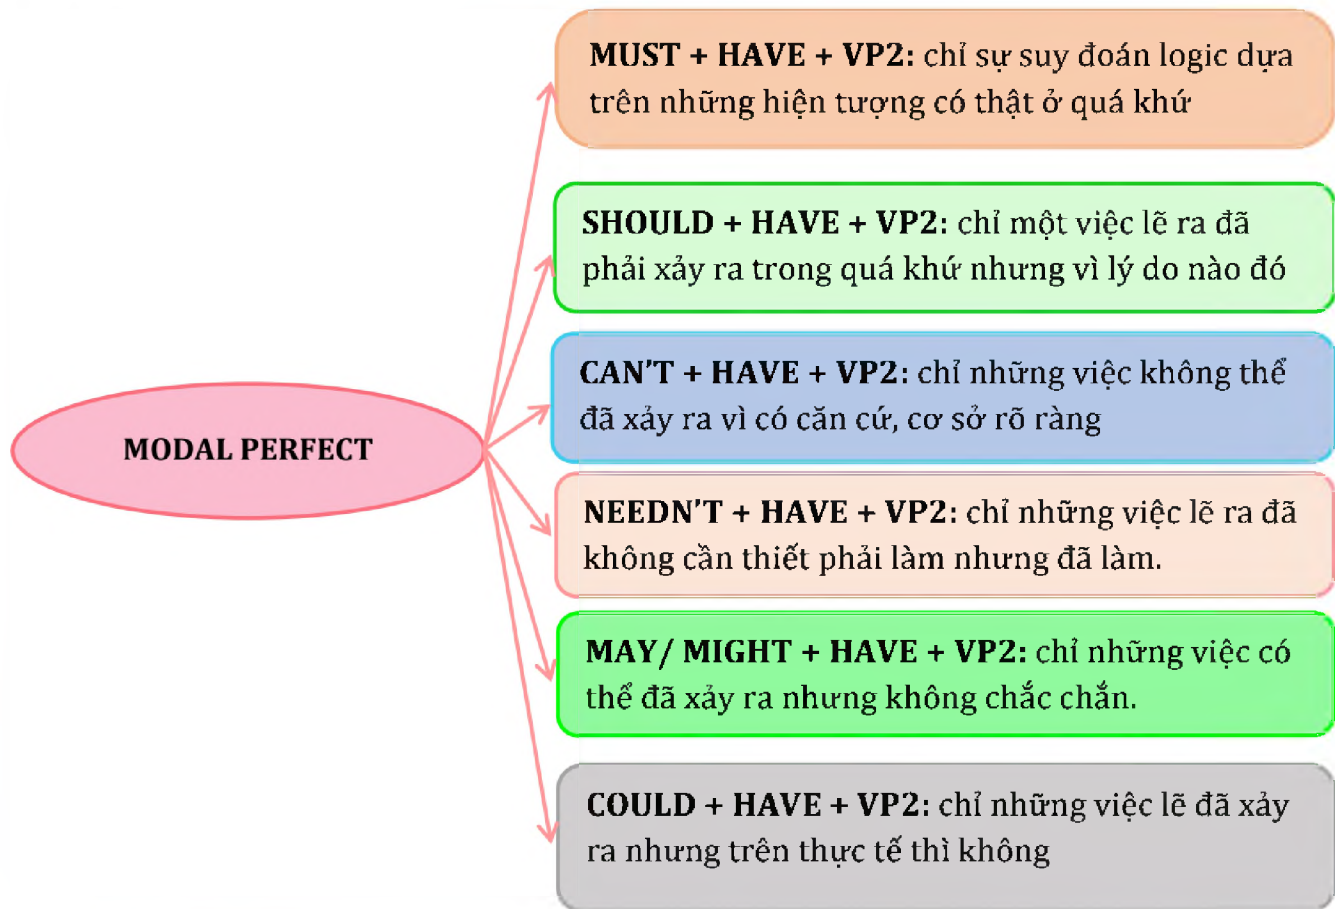 MUST + HAVE + VP2: chỉ sự suy đoán logic dựa
trên những hiện tượng có thật ở quá khứ
SHOULD + HAVE + VP2: chỉ một việc lẽ ra đã
phải xảy ra trong quá khứ nhưng vì lý do nào đó
CAN'T + HAVE + VP2: chỉ những việc không thể
đã xảy ra vì có căn cứ, cơ sở rõ ràng
MODAL PERFECT
NEEDN'T + HAVE + VP2: chỉ những việc lẽ ra đã
không cần thiết phải làm nhưng đã làm.
MAY/ MIGHT + HAVE + VP2: chỉ những việc có
thể đã xảy ra nhưng không chắc chắn.
COULD + HAVE + VP2: chỉ những việc lẽ đã xảy
ra nhưng trên thực tế thì không